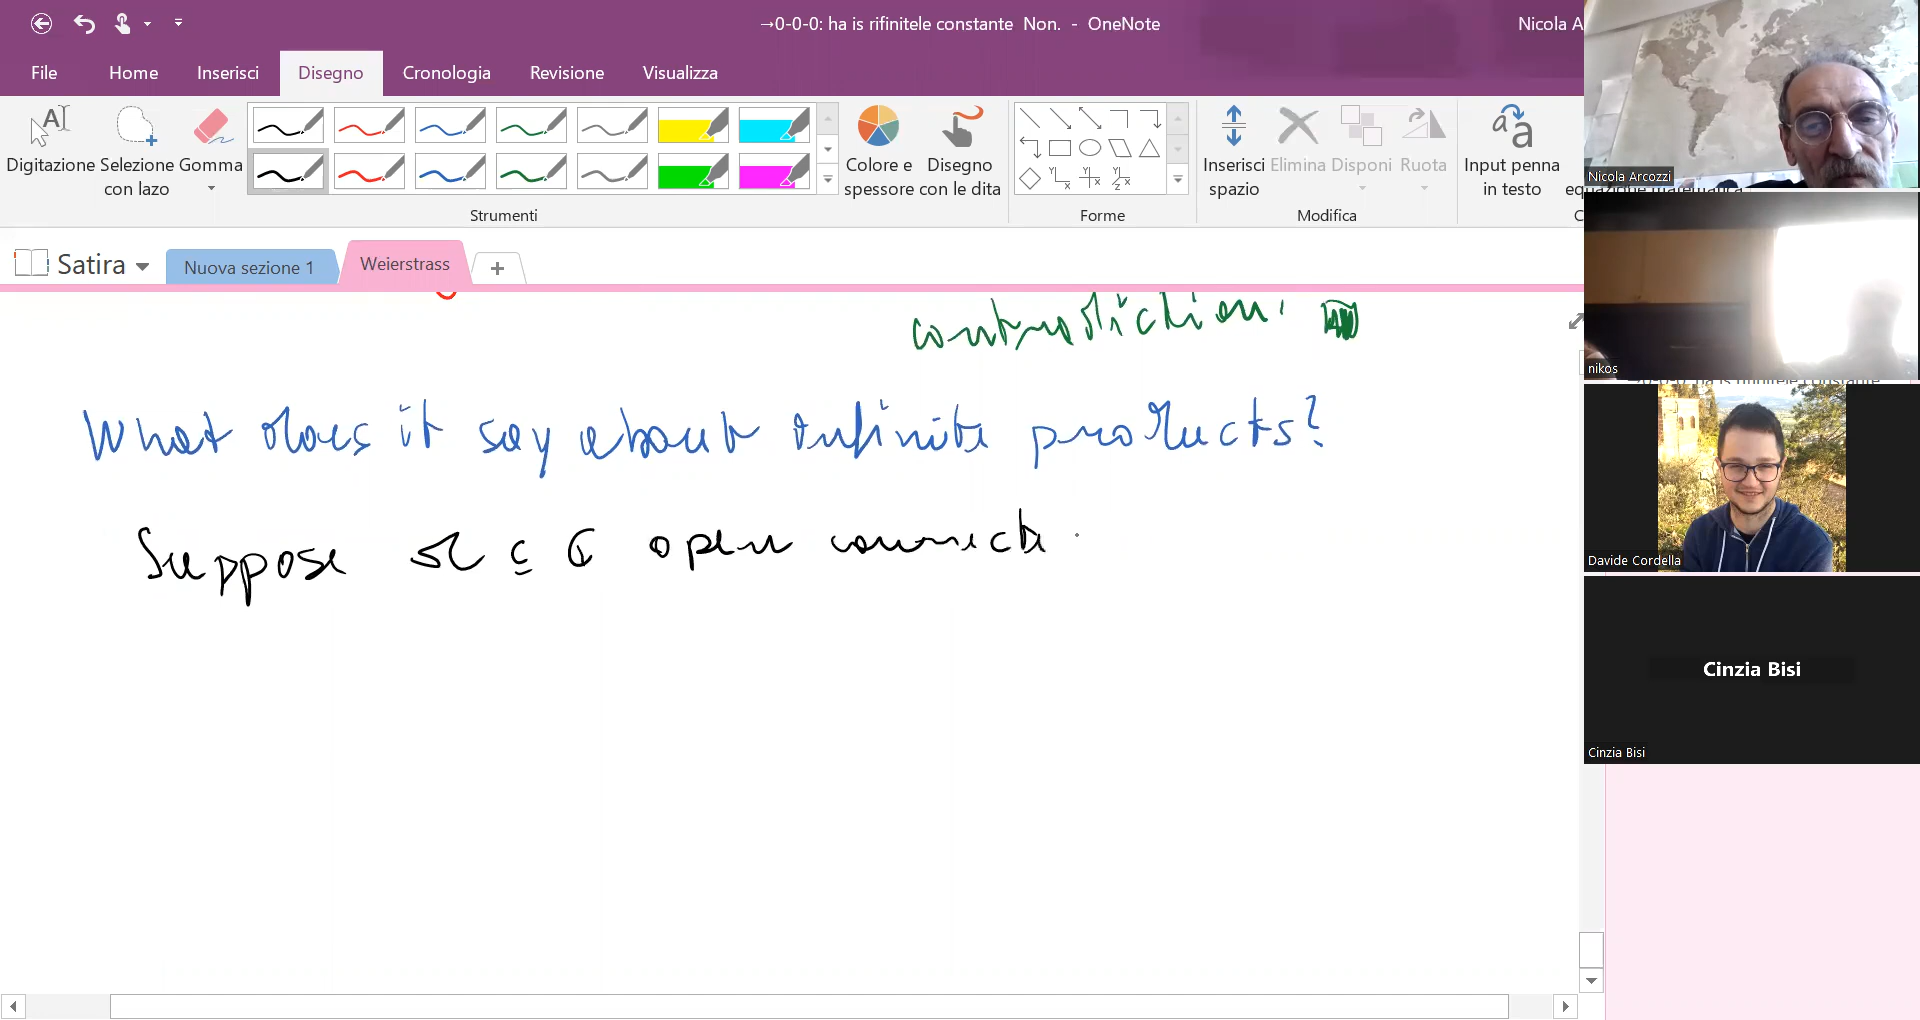 →0-0-0: ha is rifinitele constante Non. - OneNote
Nicola A
File Home Inserisci Disegno Cronologia Revisione Visualizza
Digitazione
Selezione con lazo
Gomma
Colore e spessore
Disegno con le dita
Inserisci spazio
Elimina
Disponi
Ruota
Input penna in testo
Strumenti
Forme
Modifica
Satira
Nuova sezione 1
Weierstrass
contradiction.
What does it say about infinite products?
Suppose Ω ⊆ ℂ open connecte
Nicola Arcozzi
nikos
Davide Cordella
Cinzia Bisi
Cinzia Bisi